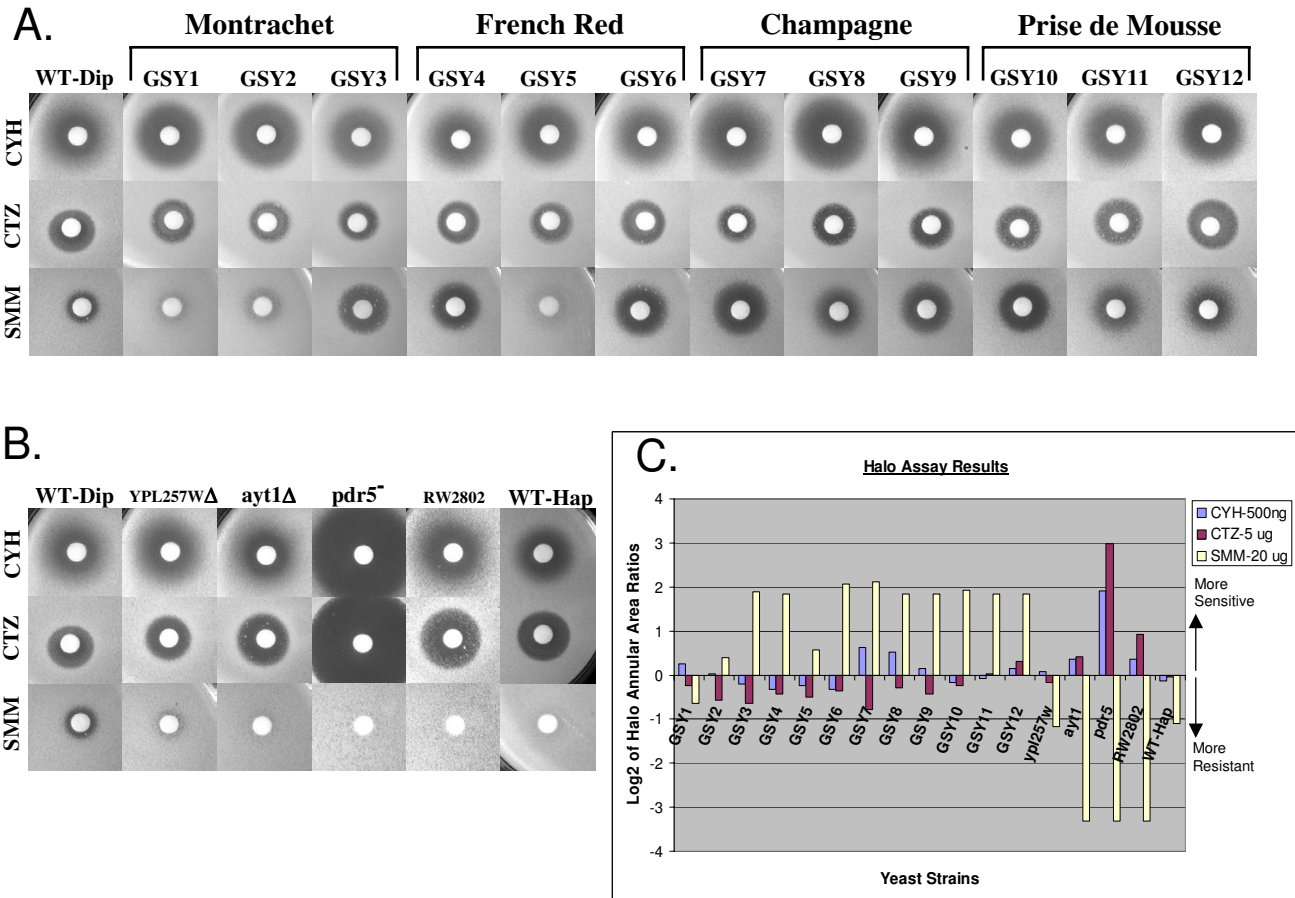 A.
Montrachet French Red Champagne Prise de Mousse
WT-Dip GSY1 GSY2 GSY3 GSY4 GSY5 GSY6 GSY7 GSY8 GSY9 GSY10 GSY11 GSY12
CYH
CTZ
SMM
B.
WT-Dip YPL257WΔ ayt1Δ pdr5- RW2802 WT-Hap
CYH
CTZ
SMM
C.
Halo Assay Results
Log2 of Halo Annular Area Ratios
4
3
2
1
0
-1
-2
-3
-4
GSY1 GSY2 GSY3 GSY4 GSY5 GSY6 GSY7 GSY8 GSY9 GSY10 GSY11 GSY12 ypl257w ayt1 pdr5 RW2802 WT-Hap
Yeast Strains
CYH-500ng
CTZ-5 ug
SMM-20 ug
More
Sensitive
More
Resistant